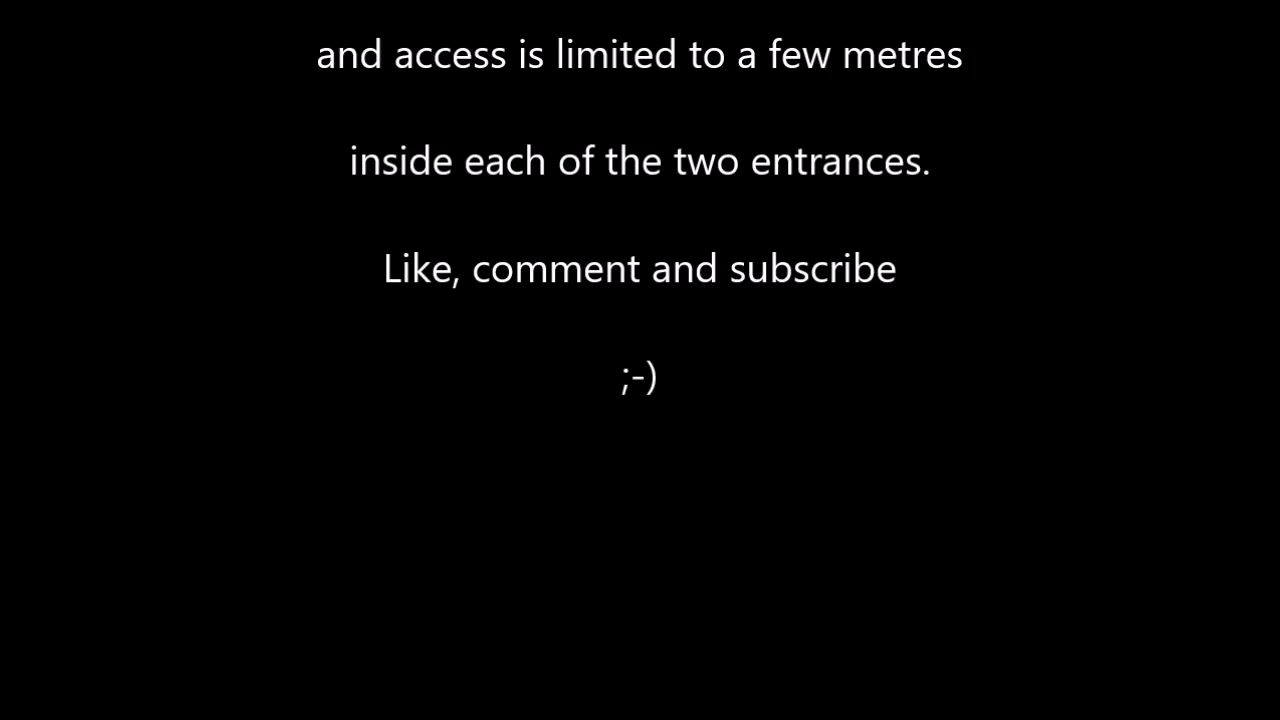 and access is limited to a few metres
inside each of the two entrances.
Like, comment and subscribe
;-)